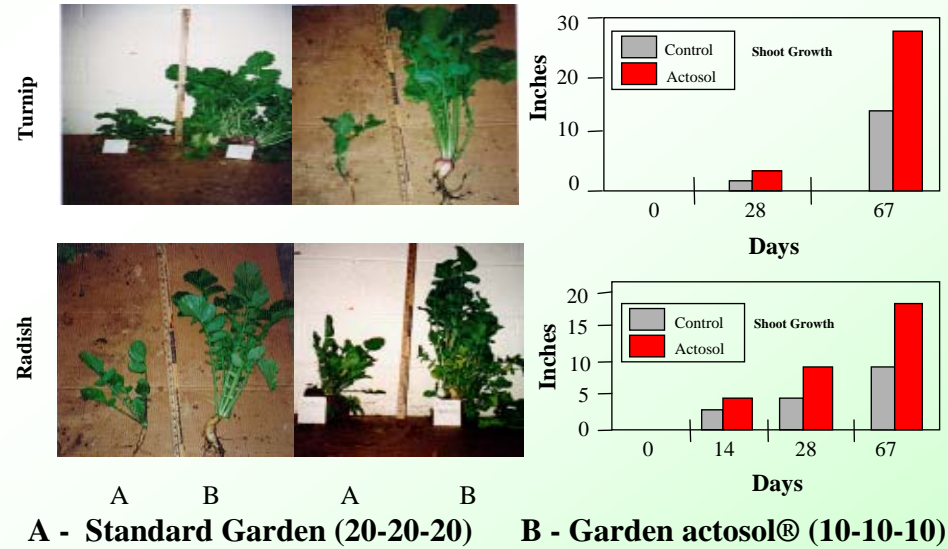 Turnip
30
20
10
0
Inches
Control
Actosol
Shoot Growth
0 28 67
Days
Radish
20
15
10
5
0
Inches
Control
Actosol
Shoot Growth
0 14 28 67
Days
A B A B
A - Standard Garden (20-20-20) B - Garden actosol® (10-10-10)